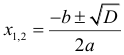 x₁,₂ = (-b ± √D) / 2a